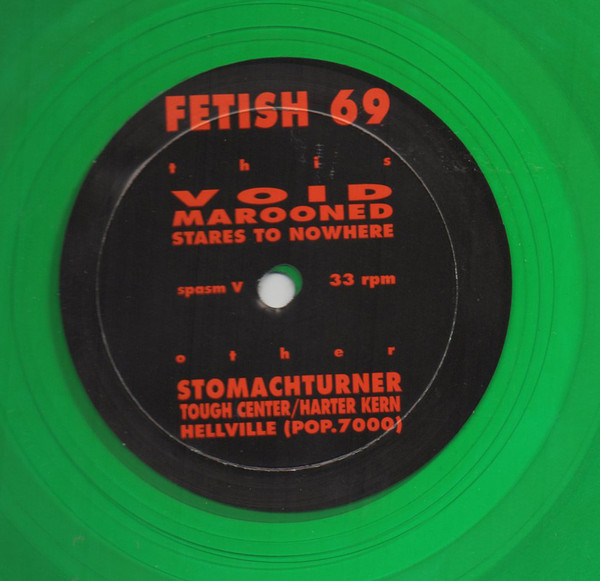 FETISH 69
this
VOID
MAROONED
STARES TO NOWHERE
spasm V 33 rpm
other
STOMACHTURNER
TOUGH CENTER/HARTER KERN
HELLVILLE (POP.7000)